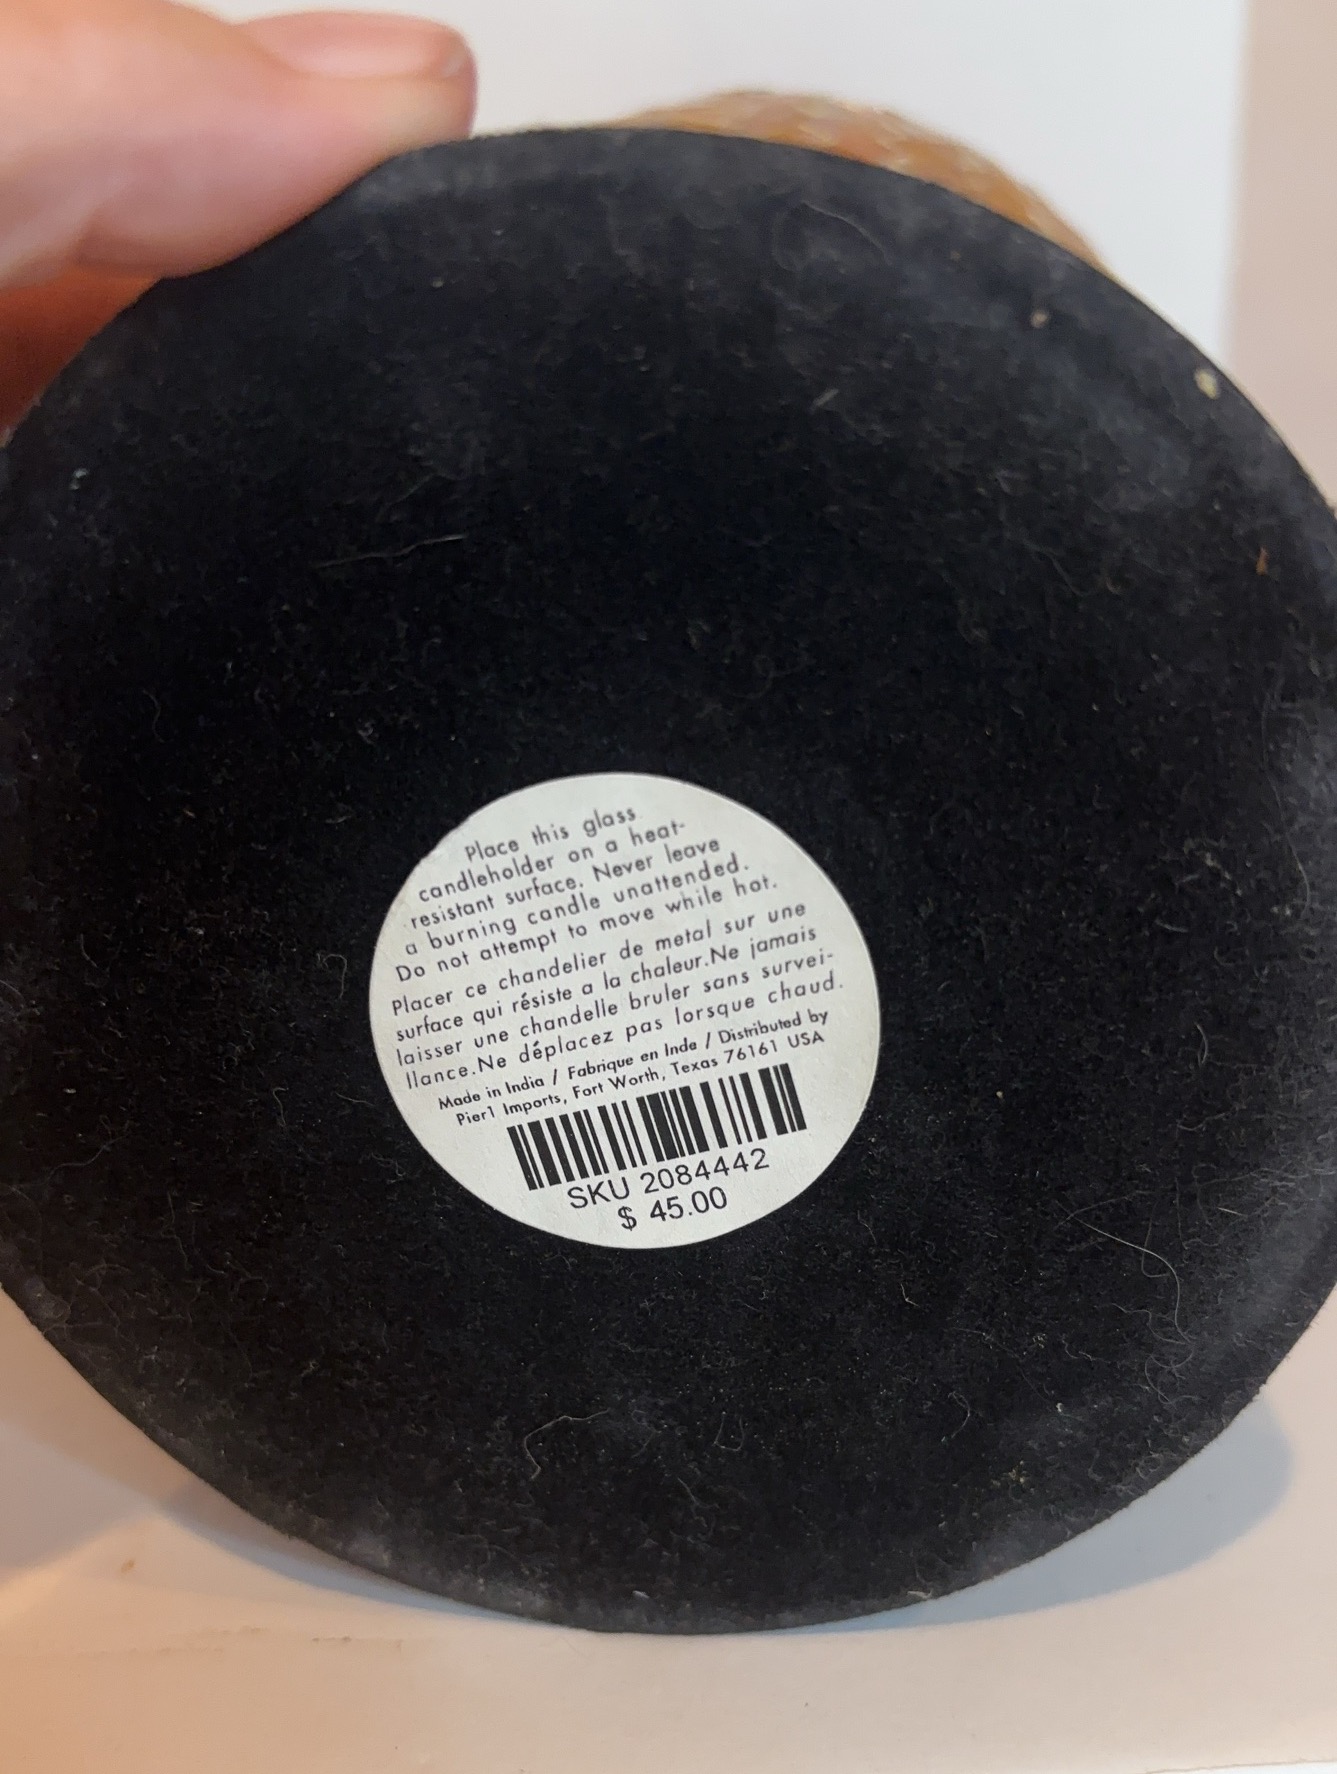 Place this glass
candleholder on a heat-
resistant surface. Never leave
a burning candle unattended.
Do not attempt to move while hot.
Placer ce chandelier de metal sur une
surface qui résiste a la chaleur.Ne jamais
laisser une chandelle bruler sans survei-
llance.Ne déplacez pas lorsque chaud.
Made in India / Fabrique en Inde / Distributed by
Pier1 Imports, Fort Worth, Texas 76161 USA
SKU 2084442
$ 45.00